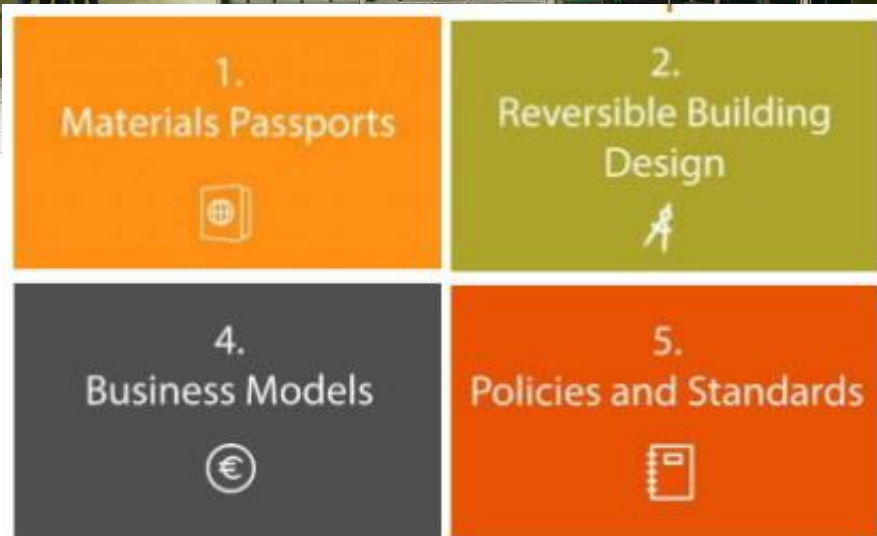 1.
Materials Passports
2.
Reversible Building
Design
4.
Business Models
5.
Policies and Standards